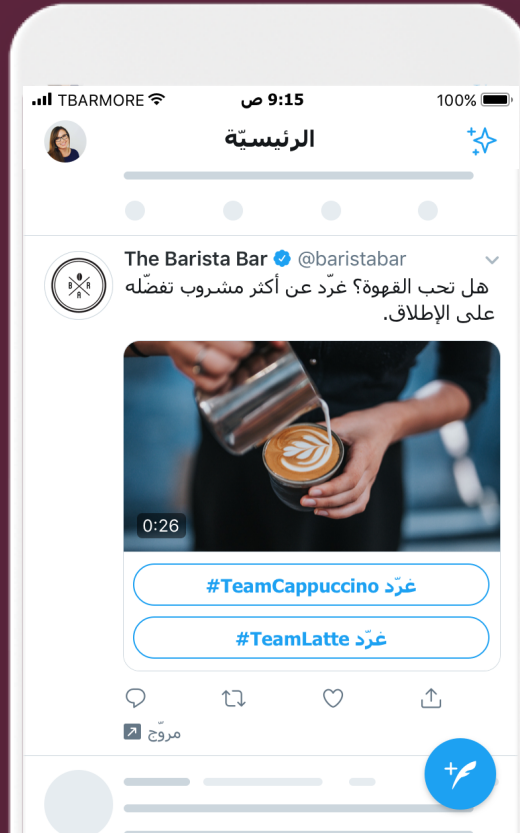 TBARMORE 9:15 ص 100%
الرئيسيّة
The Barista Bar @baristabar
B R A A
هل تحب القهوة؟ غرّد عن أكثر مشروب تفضّله
على الإطلاق.
0:26
غرّد TeamCappuccino#
غرّد TeamLatte#
مروّج